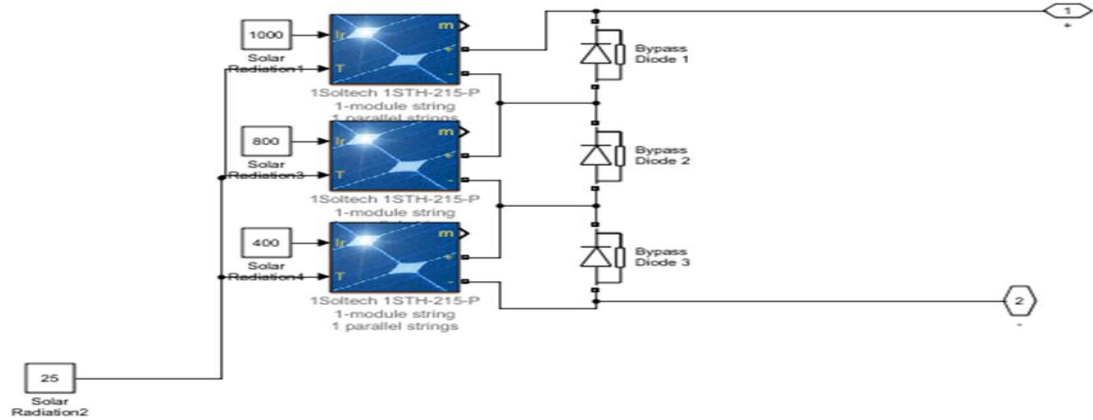 1
+
1000
Ir
m
+
-
T
Solar
Radiation1
Bypass
Diode 1
1Soltech 1STH-215-P
1-module string
1 parallel strings
800
Ir
m
+
-
T
Solar
Radiation3
Bypass
Diode 2
1Soltech 1STH-215-P
1-module string
400
Ir
m
+
-
T
Solar
Radiation4
Bypass
Diode 3
1Soltech 1STH-215-P
1-module string
1 parallel strings
2
-
25
Solar
Radiation2